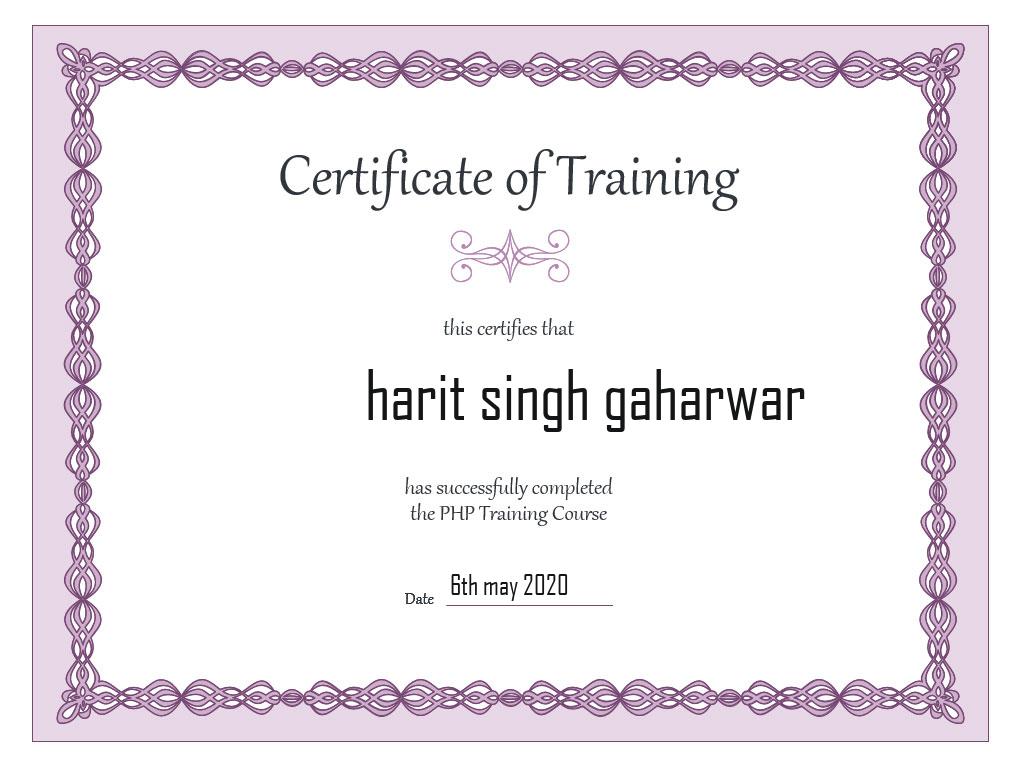 Certificate of Training
this certifies that
harit singh gaharwar
has successfully completed
the PHP Training Course
Date 6th may 2020